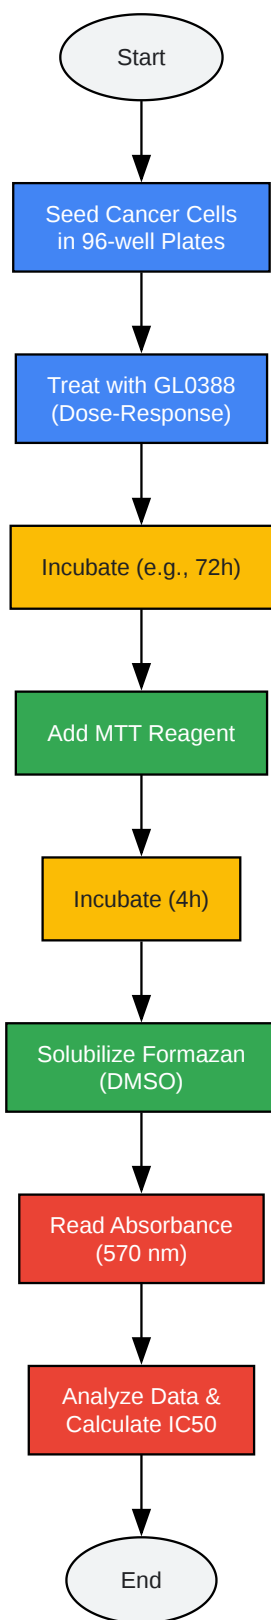 Start
Seed Cancer Cells
in 96-well Plates
Treat with GL0388
(Dose-Response)
Incubate (e.g., 72h)
Add MTT Reagent
Incubate (4h)
Solubilize Formazan
(DMSO)
Read Absorbance
(570 nm)
Analyze Data &
Calculate IC50
End